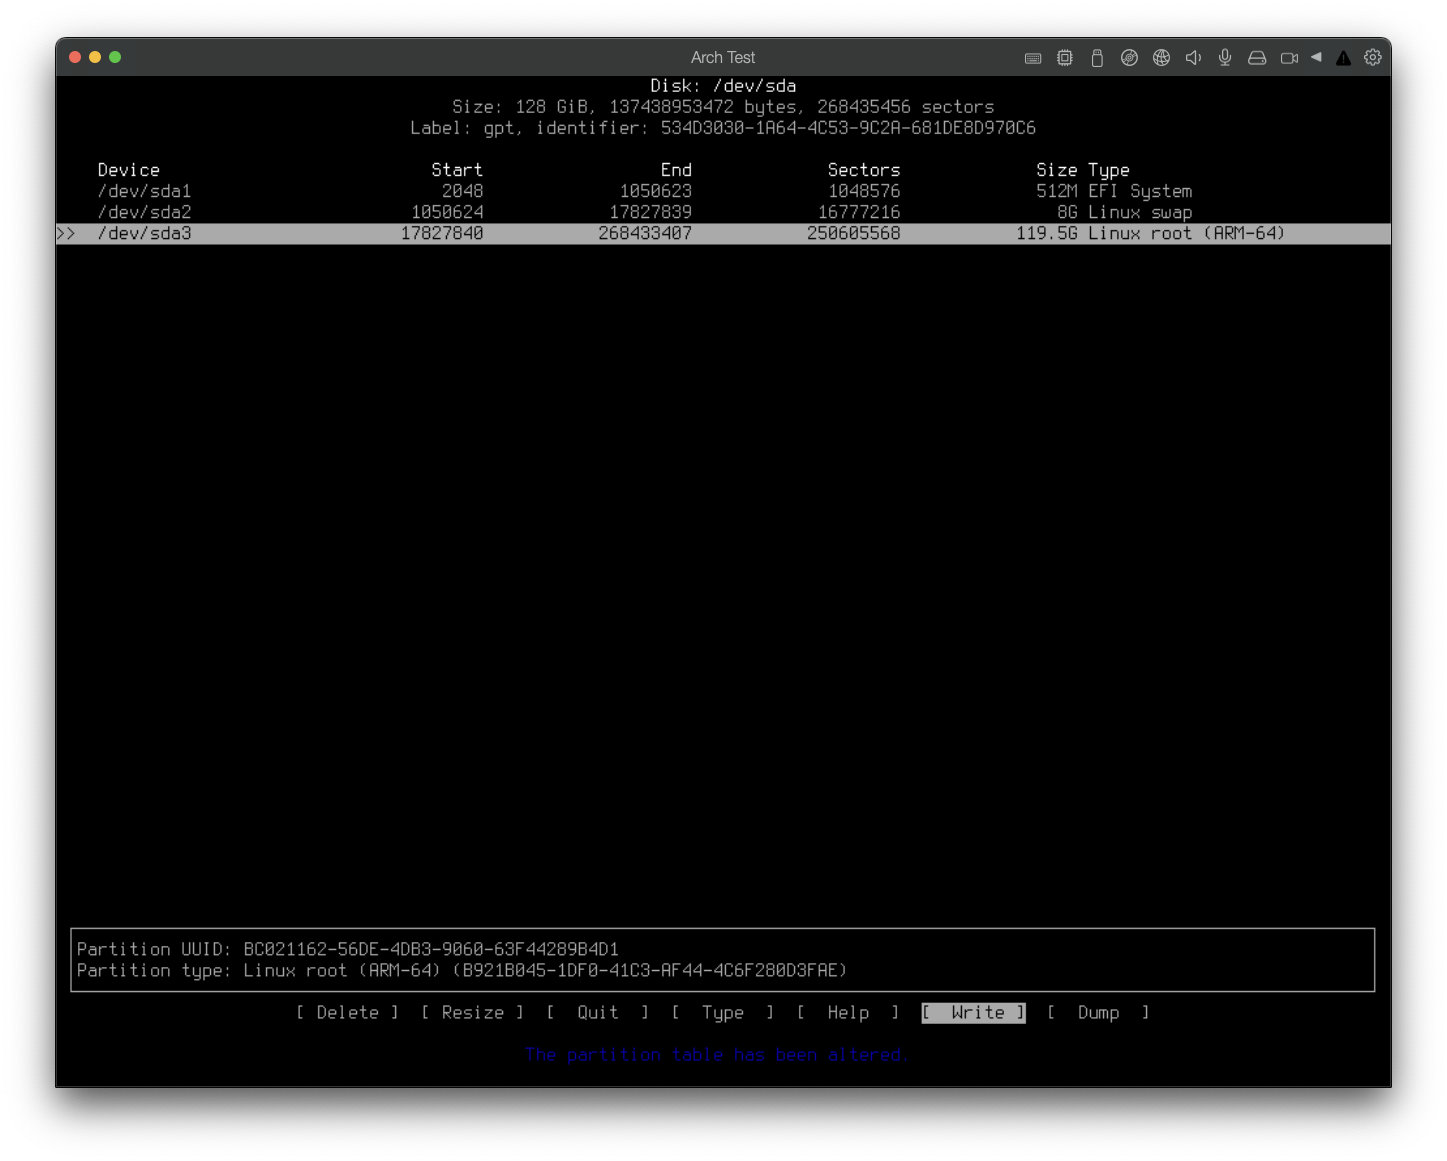 Arch Test
Disk: /dev/sda
Size: 128 GiB, 137438953472 bytes, 268435456 sectors
Label: gpt, identifier: 534D3030-1A64-4C53-9C2A-681DE8D970C6
Device Start End Sectors Size Type
/dev/sda1 2048 1050623 1048576 512M EFI System
/dev/sda2 1050624 17827839 16777216 8G Linux swap
>> /dev/sda3 17827840 268433407 250605568 119.5G Linux root (ARM-64)
Partition UUID: BC021162-56DE-4DB3-9060-63F44289B4D1
Partition type: Linux root (ARM-64) (B921B045-1DF0-41C3-AF44-4C6F280D3FAE)
[ Delete ] [ Resize ] [ Quit ] [ Type ] [ Help ] [ Write ] [ Dump ]
The partition table has been altered.